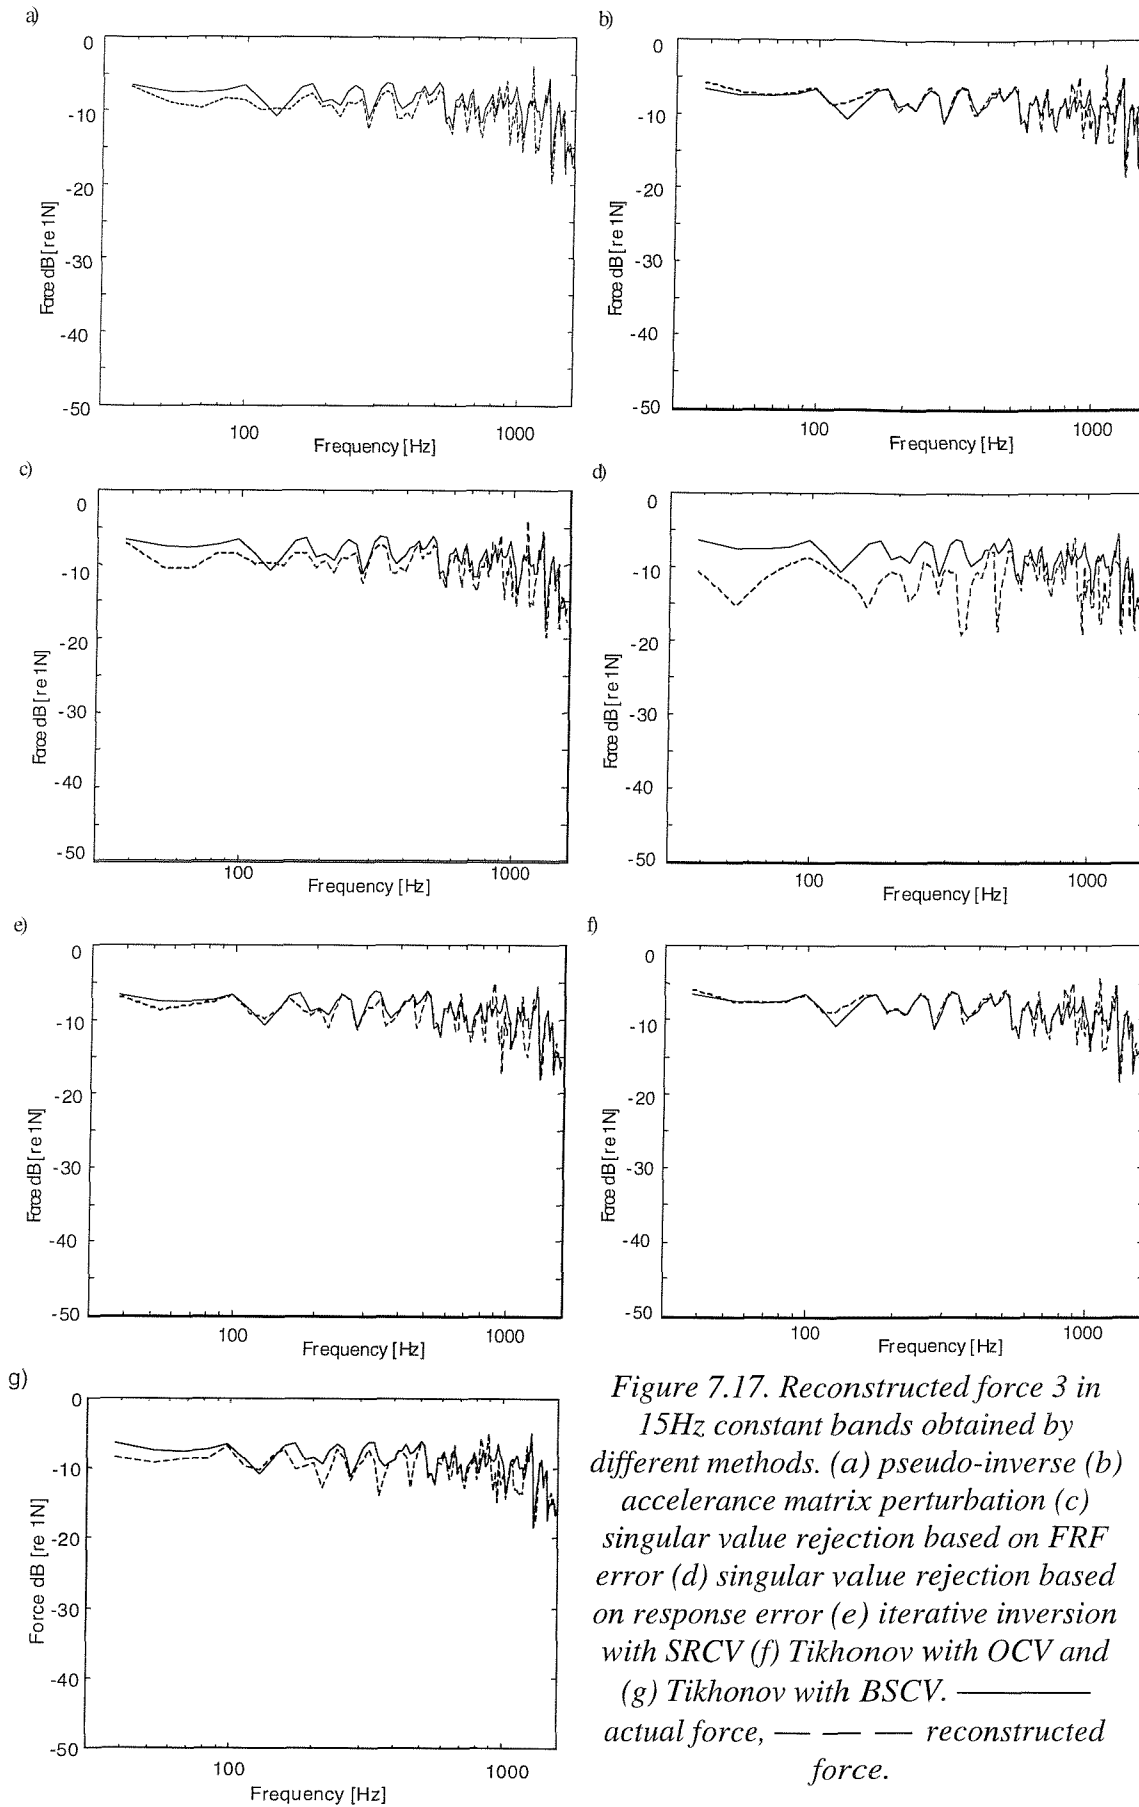 a)
0
-10
-20
-30
-40
-50
Force dB [re 1N]
100
1000
Frequency [Hz]
b)
0
-10
-20
-30
-40
-50
Force dB [re 1N]
100
1000
Frequency [Hz]
c)
0
-10
-20
-30
-40
-50
Force dB [re 1N]
100
1000
Frequency [Hz]
d)
0
-10
-20
-30
-40
-50
Force dB [re 1N]
100
1000
Frequency [Hz]
e)
0
-10
-20
-30
-40
-50
Force dB [re 1N]
100
1000
Frequency [Hz]
f)
0
-10
-20
-30
-40
-50
Force dB [re 1N]
100
1000
Frequency [Hz]
g)
0
-10
-20
-30
-40
-50
Force dB [re 1N]
100
1000
Frequency [Hz]
Figure 7.17. Reconstructed force 3 in
15Hz constant bands obtained by
different methods. (a) pseudo-inverse (b)
accelerance matrix perturbation (c)
singular value rejection based on FRF
error (d) singular value rejection based
on response error (e) iterative inversion
with SRCV (f) Tikhonov with OCV and
(g) Tikhonov with BSCV. ———
actual force, — — — reconstructed
force.